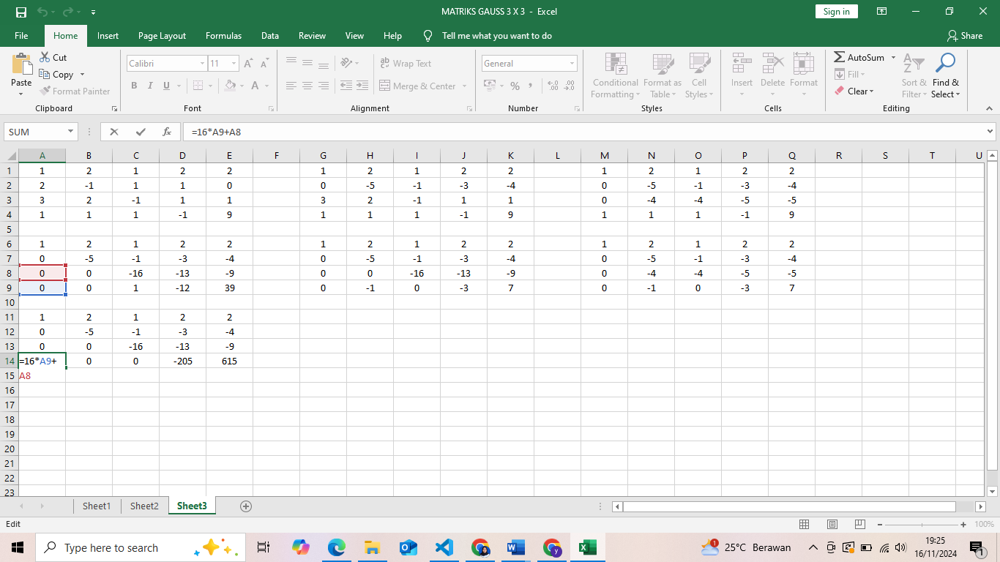 MATRIKS GAUSS 3 X 3 - Excel
Sign in
File Home Insert Page Layout Formulas Data Review View Help Tell me what you want to do Share
Paste
Cut
Copy
Format Painter
Clipboard
Calibri 11
B I U
Font
Wrap Text
Merge & Center
Alignment
General
% ,
Number
Conditional Formatting
Format as Table
Cell Styles
Styles
Insert Delete Format
Cells
AutoSum
Fill
Clear
Sort & Filter
Find & Select
Editing
SUM fx =16*A9+A8
A B C D E F G H I J K L M N O P Q R S T U
1 1 2 1 2 2 1 2 1 2 2 1 2 1 2 2
2 2 -1 1 1 0 0 -5 -1 -3 -4 0 -5 -1 -3 -4
3 3 2 -1 1 1 3 2 -1 1 1 0 -4 -4 -5 -5
4 1 1 1 -1 9 1 1 1 -1 9 1 1 1 -1 9
5
6 1 2 1 2 2 1 2 1 2 2 1 2 1 2 2
7 0 -5 -1 -3 -4 0 -5 -1 -3 -4 0 -5 -1 -3 -4
8 0 0 -16 -13 -9 0 0 -16 -13 -9 0 -4 -4 -5 -5
9 0 0 1 -12 39 0 -1 0 -3 7 0 -1 0 -3 7
10
11 1 2 1 2 2
12 0 -5 -1 -3 -4
13 0 0 -16 -13 -9
14 =16*A9+ 0 0 -205 615
15 A8
16
17
18
19
20
21
22
23
Sheet1 Sheet2 Sheet3
Edit 100%
Type here to search
25°C Berawan
19:25
16/11/2024
1